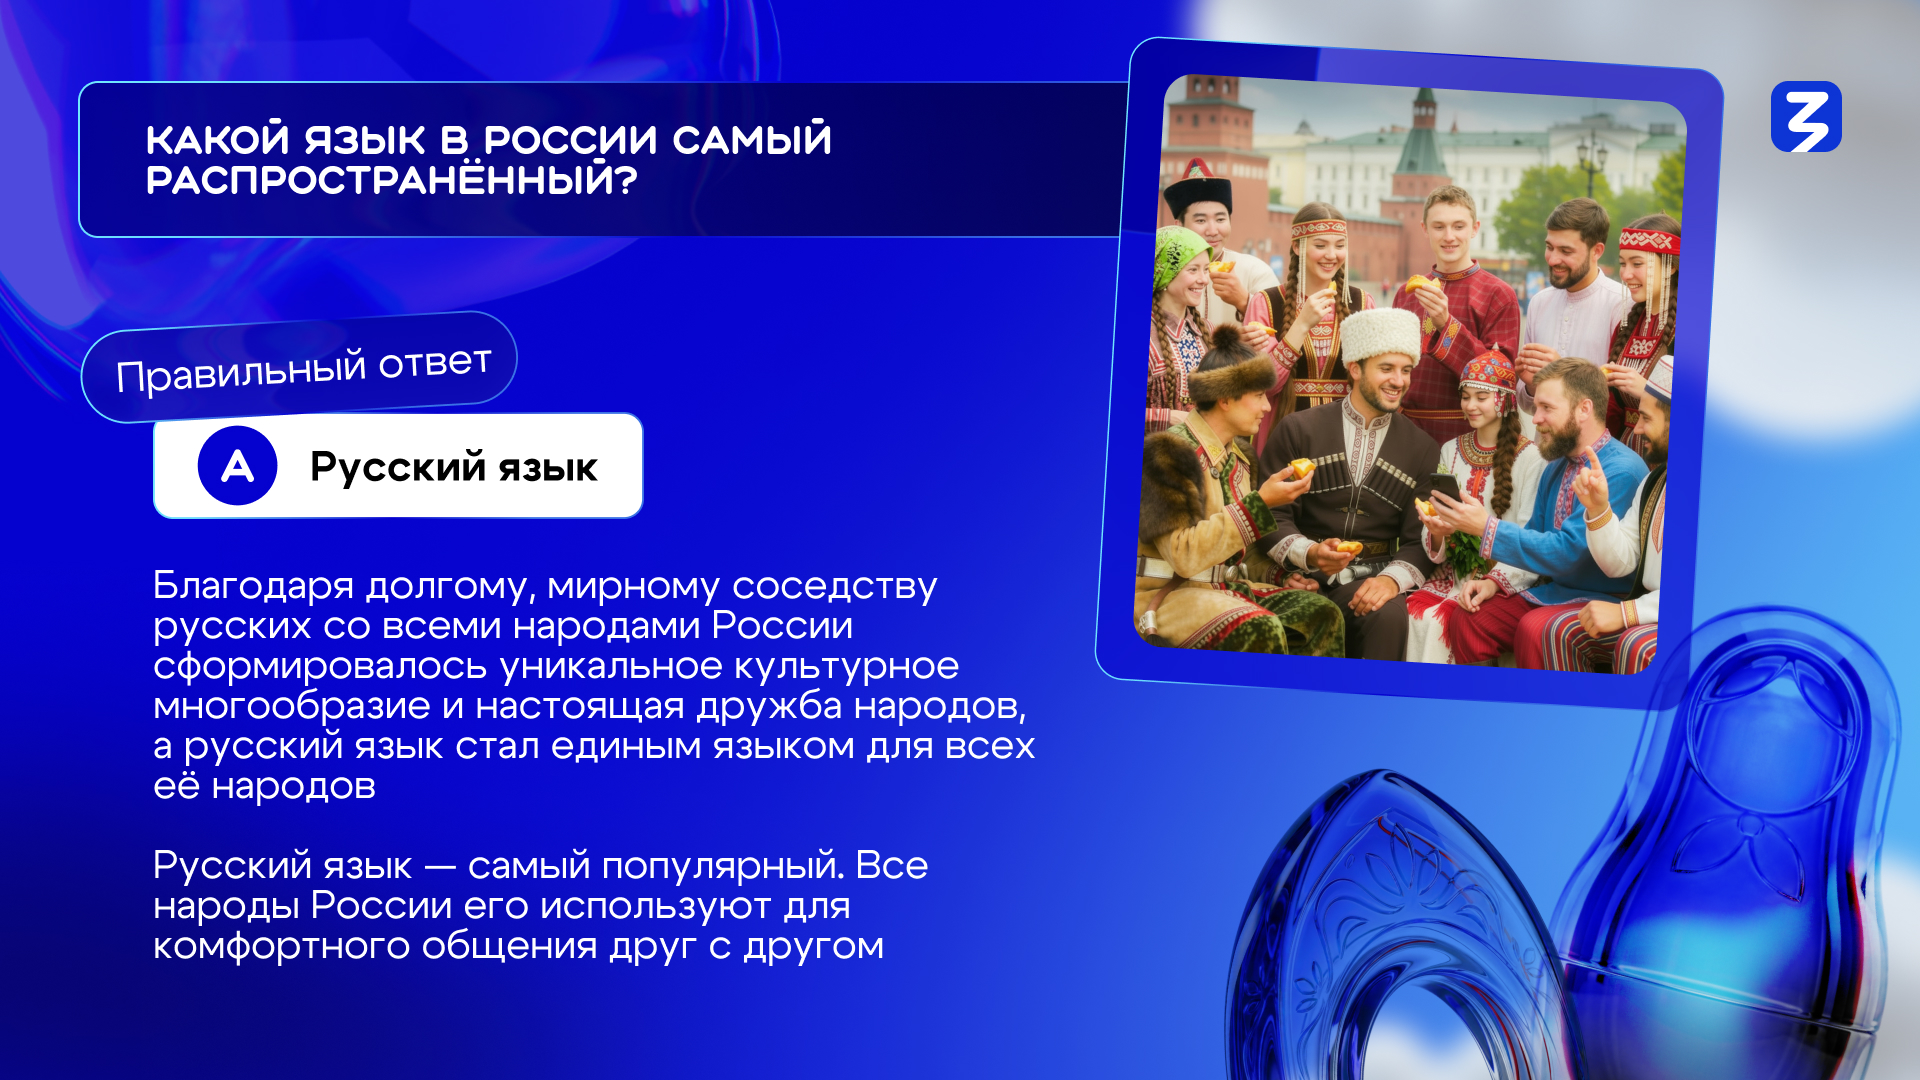 КАКОЙ ЯЗЫК В РОССИИ САМЫЙ
РАСПРОСТРАНЁННЫЙ?
Правильный ответ
А Русский язык
Благодаря долгому, мирному соседству
русских со всеми народами России
сформировалось уникальное культурное
многообразие и настоящая дружба народов,
а русский язык стал единым языком для всех
её народов
Русский язык — самый популярный. Все
народы России его используют для
комфортного общения друг с другом